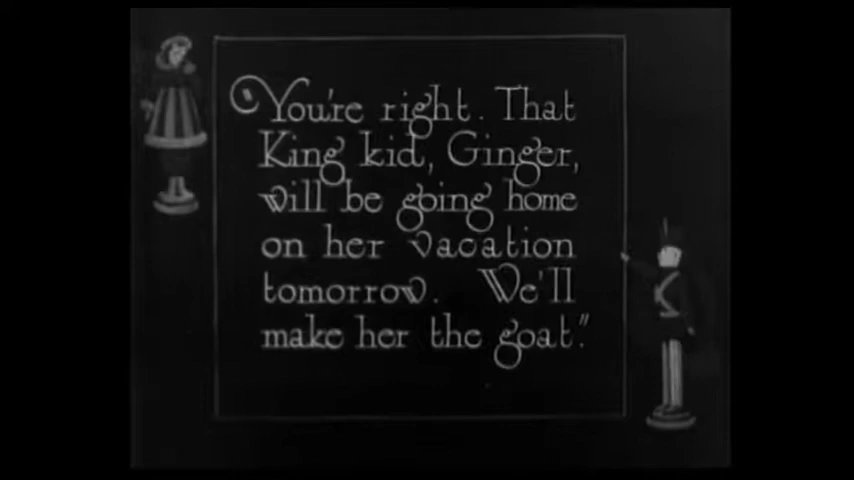 You're right. That
King kid, Ginger,
will be going home
on her vacation
tomorrow. We'll
make her the goat."